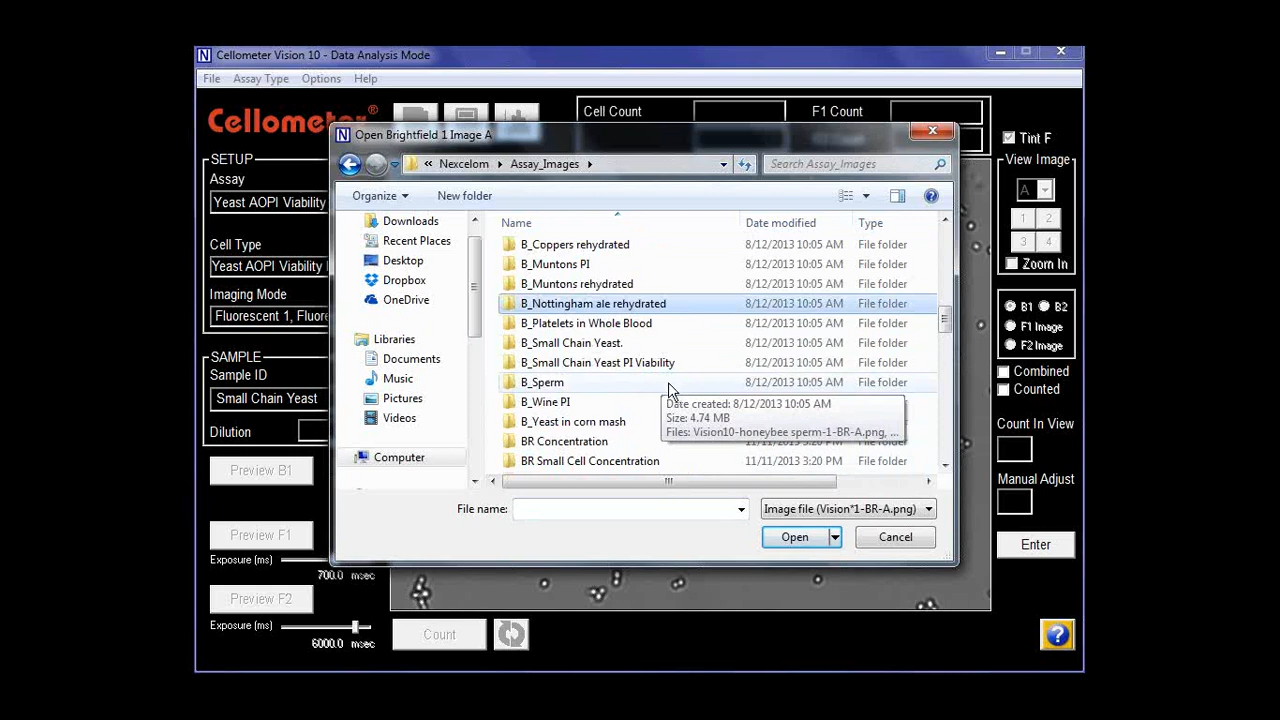 Cellometer Vision 10 - Data Analysis Mode
File Assay Type Options Help
Cellometer®
Cell Count
F1 Count
Tint F
View Image
A
1 2
3 4
Zoom In
B1 B2
F1 Image
F2 Image
Combined
Counted
Count In View
Manual Adjust
Enter
SETUP
Assay
Yeast AOPI Viability
Cell Type
Yeast AOPI Viability
Imaging Mode
Fluorescent 1, Fluore
SAMPLE
Sample ID
Small Chain Yeast
Dilution
Preview B1
Preview F1
Exposure (ms)
700.0 msec
Preview F2
Exposure (ms)
6000.0 msec
Count
Open Brightfield 1 Image A
« Nexcelom Assay_Images
Search Assay_Images
Organize New folder
Downloads
Recent Places
Desktop
Dropbox
OneDrive
Libraries
Documents
Music
Pictures
Videos
Computer
Name Date modified Type
B_Coppers rehydrated 8/12/2013 10:05 AM File folder
B_Muntons PI 8/12/2013 10:05 AM File folder
B_Muntons rehydrated 8/12/2013 10:05 AM File folder
B_Nottingham ale rehydrated 8/12/2013 10:05 AM File folder
B_Platelets in Whole Blood 8/12/2013 10:05 AM File folder
B_Small Chain Yeast. 8/12/2013 10:05 AM File folder
B_Small Chain Yeast PI Viability 8/12/2013 10:05 AM File folder
B_Sperm 8/12/2013 10:05 AM File folder
B_Wine PI
B_Yeast in corn mash
BR Concentration 11/11/2013 3:20 PM File folder
BR Small Cell Concentration 11/11/2013 3:20 PM File folder
Date created: 8/12/2013 10:05 AM
Size: 4.74 MB
Files: Vision10-honeybee sperm-1-BR-A.png, ...
File name:
Image file (Vision*1-BR-A.png)
Open Cancel